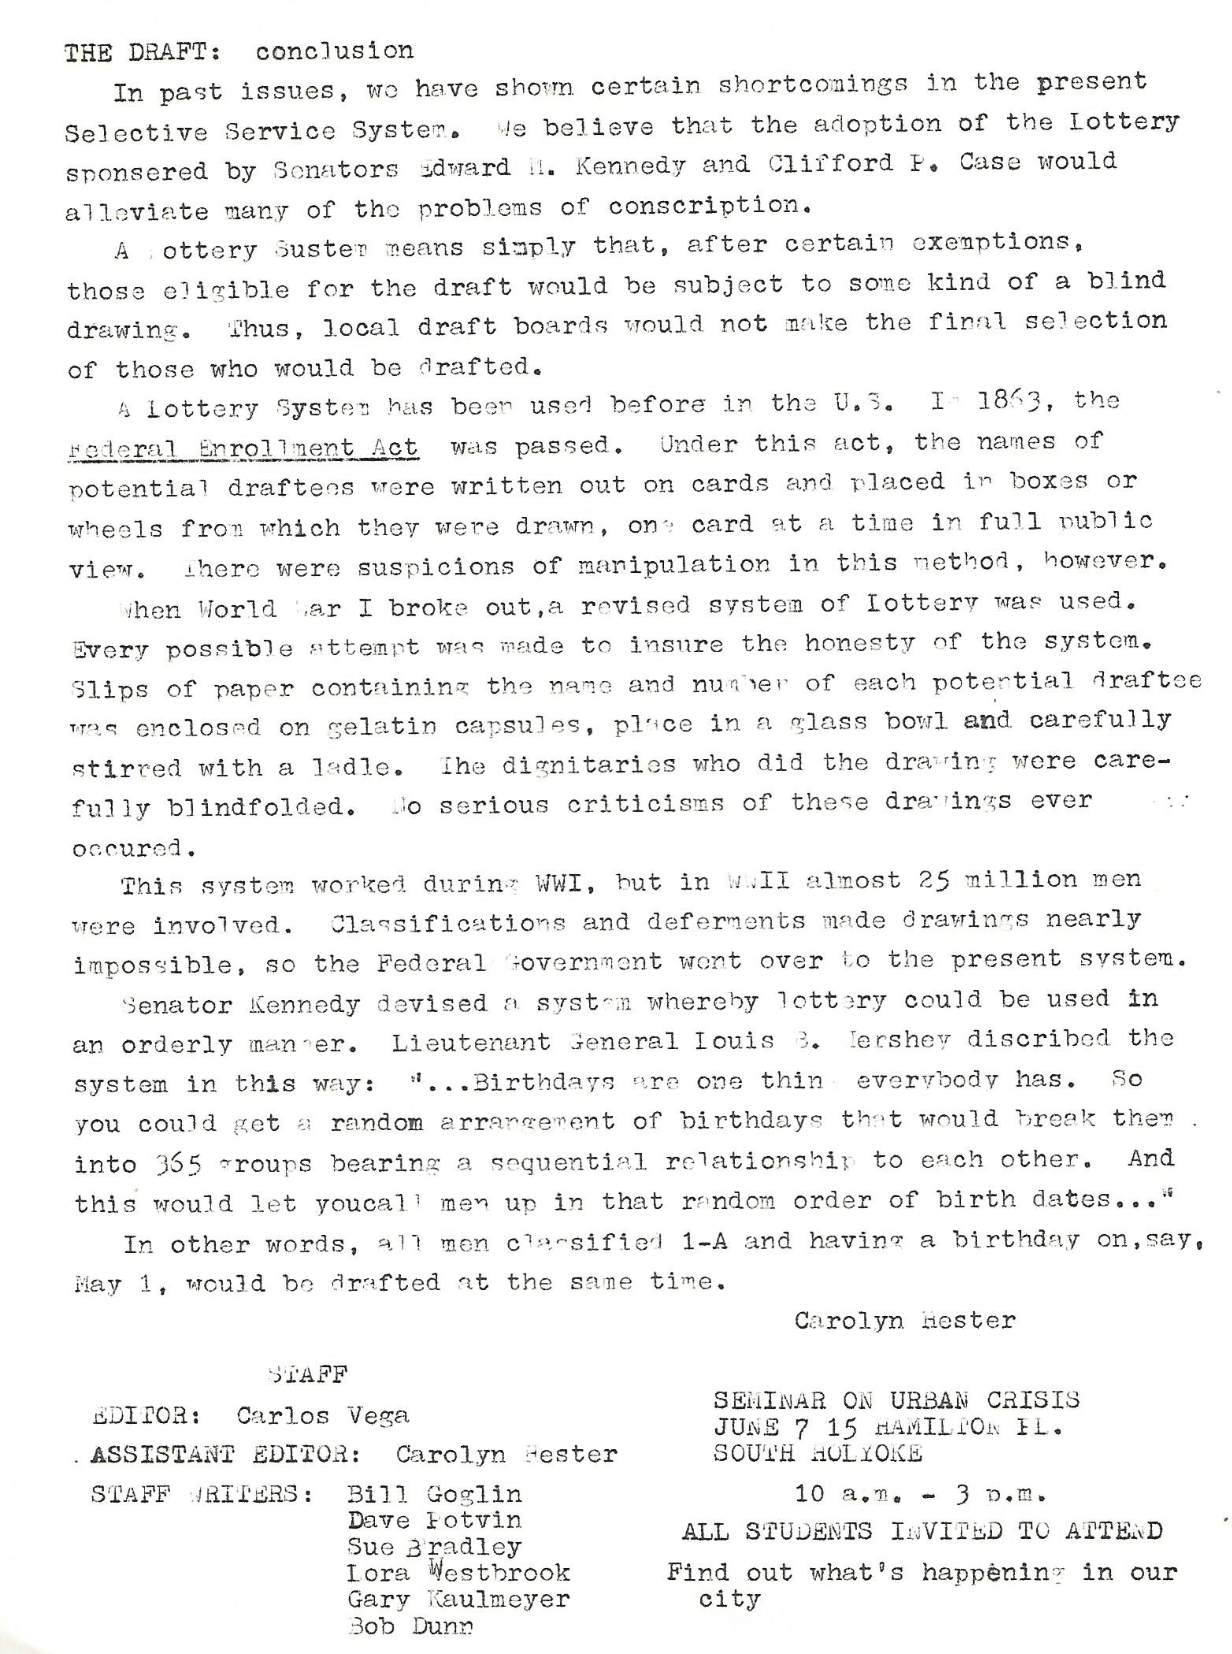 THE DRAFT: conclusion
In past issues, we have shown certain shortcomings in the present
Selective Service System. We believe that the adoption of the Lottery
sponsered by Senators Edward M. Kennedy and Clifford P. Case would
alleviate many of the problems of conscription.
A Lottery Sustem means simply that, after certain exemptions,
those eligible for the draft would be subject to some kind of a blind
drawing. Thus, local draft boards would not make the final selection
of those who would be drafted.
A Lottery System has been used before in the U.S. In 1863, the
Federal Enrollment Act was passed. Under this act, the names of
potential draftees were written out on cards and placed in boxes or
wheels from which they were drawn, one card at a time in full public
view. There were suspicions of manipulation in this method, however.
When World War I broke out,a revised system of Lottery was used.
Every possible attempt was made to insure the honesty of the system.
Slips of paper containing the name and number of each potential draftee
was enclosed on gelatin capsules, place in a glass bowl and carefully
stirred with a ladle. The dignitaries who did the drawing were care-
fully blindfolded. No serious criticisms of these drawings ever
occured.
This system worked during WWI, but in WWII almost 25 million men
were involved. Classifications and deferments made drawings nearly
impossible, so the Federal Government went over to the present system.
Senator Kennedy devised a system whereby lottery could be used in
an orderly manner. Lieutenant General Louis B. Hershey discribed the
system in this way: "...Birthdays are one thin everybody has. So
you could get a random arrangement of birthdays that would break them
into 365 groups bearing a sequential relationship to each other. And
this would let youcall men up in that random order of birth dates..."
In other words, all men classified 1-A and having a birthday on,say,
May 1, would be drafted at the same time.
Carolyn Hester
STAFF
EDITOR: Carlos Vega
ASSISTANT EDITOR: Carolyn Hester
STAFF WRITERS: Bill Goglin
Dave Potvin
Sue Bradley
Lora Westbrook
Gary Kaulmeyer
Bob Dunn
SEMINAR ON URBAN CRISIS
JUNE 7 15 HAMILTON PL.
SOUTH HOLYOKE
10 a.m. - 3 p.m.
ALL STUDENTS INVITED TO ATTEND
Find out what's happening in our
city